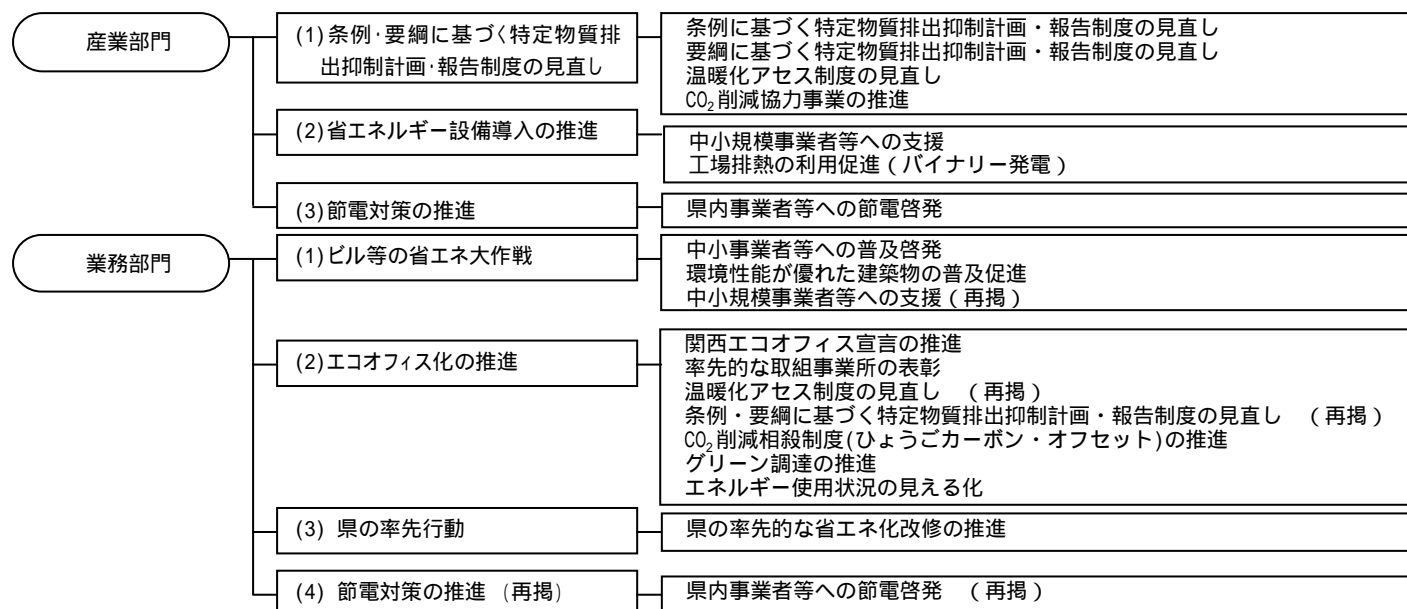 産業部門
(1)条例・要綱に基づく特定物質排
出抑制計画・報告制度の見直し
条例に基づく特定物質排出抑制計画・報告制度の見直し
要綱に基づく特定物質排出抑制計画・報告制度の見直し
温暖化アセス制度の見直し
CO₂削減協力事業の推進
(2)省エネルギー設備導入の推進
中小規模事業者等への支援
工場排熱の利用促進(バイナリー発電)
(3)節電対策の推進
県内事業者等への節電啓発
業務部門
(1)ビル等の省エネ大作戦
中小事業者等への普及啓発
環境性能が優れた建築物の普及促進
中小規模事業者等への支援(再掲)
(2)エコオフィス化の推進
関西エコオフィス宣言の推進
率先的な取組事業所の表彰
温暖化アセス制度の見直し (再掲)
条例・要綱に基づく特定物質排出抑制計画・報告制度の見直し (再掲)
CO₂削減相殺制度(ひょうごカーボン・オフセット)の推進
グリーン調達の推進
エネルギー使用状況の見える化
(3) 県の率先行動
県の率先的な省エネ化改修の推進
(4) 節電対策の推進 (再掲)
県内事業者等への節電啓発 (再掲)